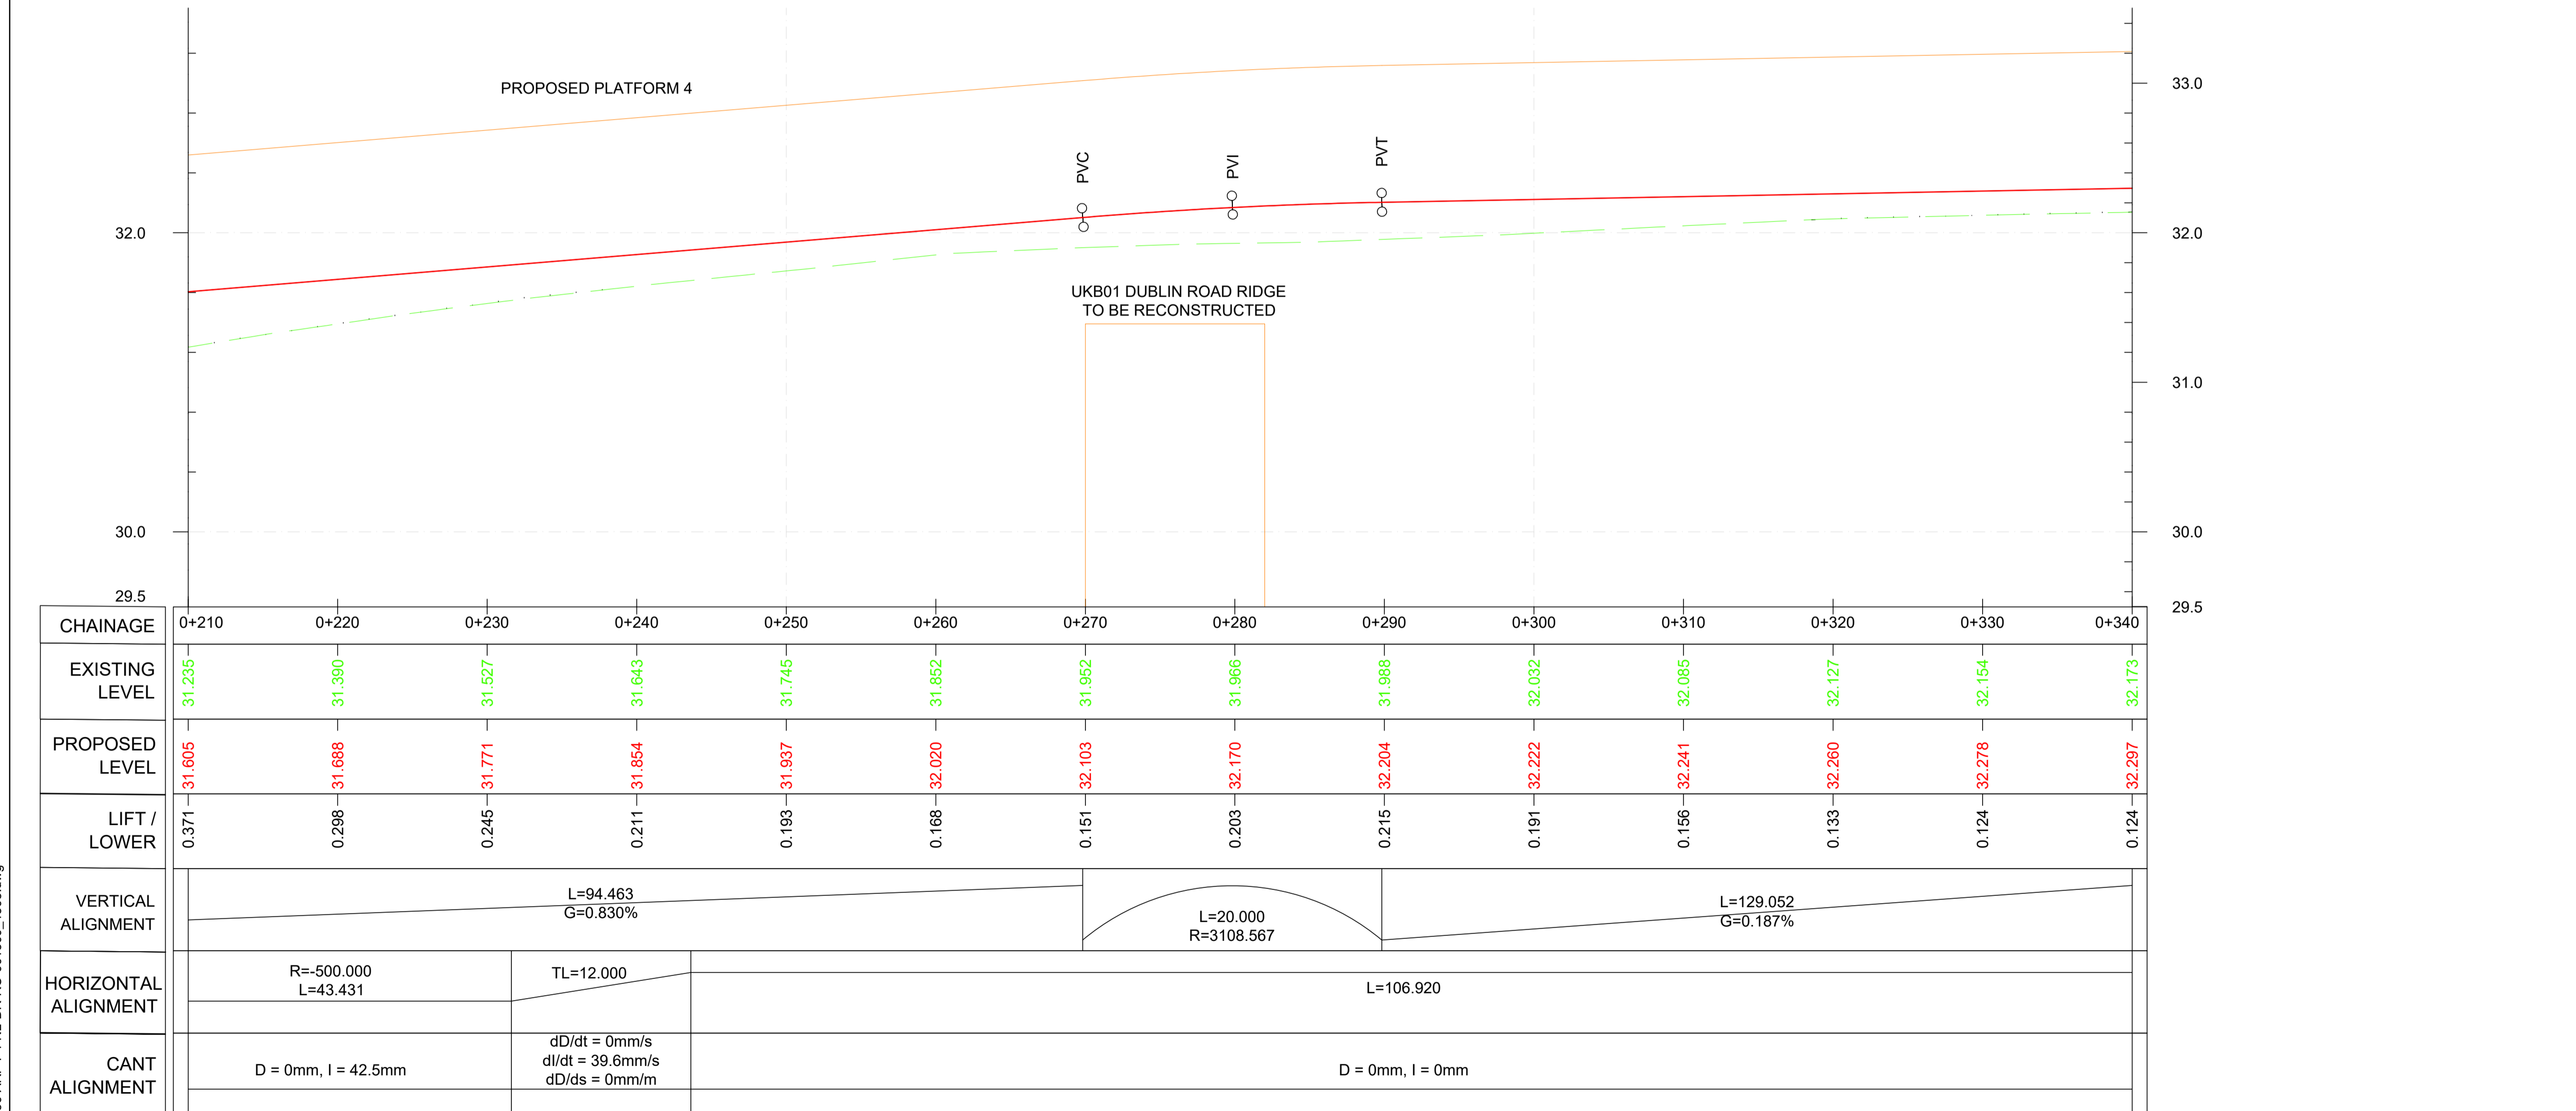 PROPOSED PLATFORM 4
33.0
PVC
PVI
PVT
32.0
32.0
UKB01 DUBLIN ROAD RIDGE
TO BE RECONSTRUCTED
31.0
30.0
30.0
29.5
29.5
CHAINAGE
0+210 0+220 0+230 0+240 0+250 0+260 0+270 0+280 0+290 0+300 0+310 0+320 0+330 0+340
EXISTING
LEVEL
31.235 31.390 31.527 31.643 31.745 31.852 31.952 31.966 31.988 32.032 32.085 32.127 32.154 32.173
PROPOSED
LEVEL
31.605 31.688 31.771 31.854 31.937 32.020 32.103 32.170 32.204 32.222 32.241 32.260 32.278 32.297
LIFT /
LOWER
0.371 0.298 0.245 0.211 0.193 0.168 0.151 0.203 0.215 0.191 0.156 0.133 0.124 0.124
VERTICAL
ALIGNMENT
L=94.463
G=0.830%
L=20.000
R=3108.567
L=129.052
G=0.187%
HORIZONTAL
ALIGNMENT
R=-500.000
L=43.431
TL=12.000
L=106.920
CANT
ALIGNMENT
D = 0mm, I = 42.5mm
dD/dt = 0mm/s
dI/dt = 39.6mm/s
dD/ds = 0mm/m
D = 0mm, I = 0mm